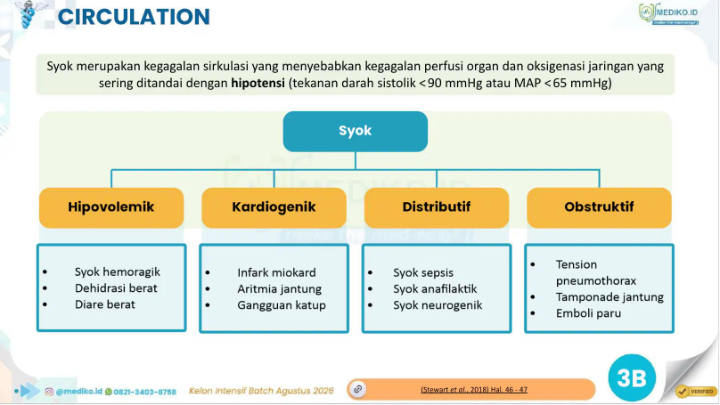 CIRCULATION
MEDIKO.ID
Syok merupakan kegagalan sirkulasi yang menyebabkan kegagalan perfusi organ dan oksigenasi jaringan yang
sering ditandai dengan hipotensi (tekanan darah sistolik <90 mmHg atau MAP <65 mmHg)
Syok
Hipovolemik
Kardiogenik
Distributif
Obstruktif
• Syok hemoragik
• Dehidrasi berat
• Diare berat
• Infark miokard
• Aritmia jantung
• Gangguan katup
• Syok sepsis
• Syok anafilaktik
• Syok neurogenik
• Tension
pneumothorax
• Tamponade jantung
• Emboli paru
@mediko.id 0821-3403-8758
Kelon Intensif Batch Agustus 2026
(Stewart et al., 2018) Hal. 46 - 47
3B
VERIFIED